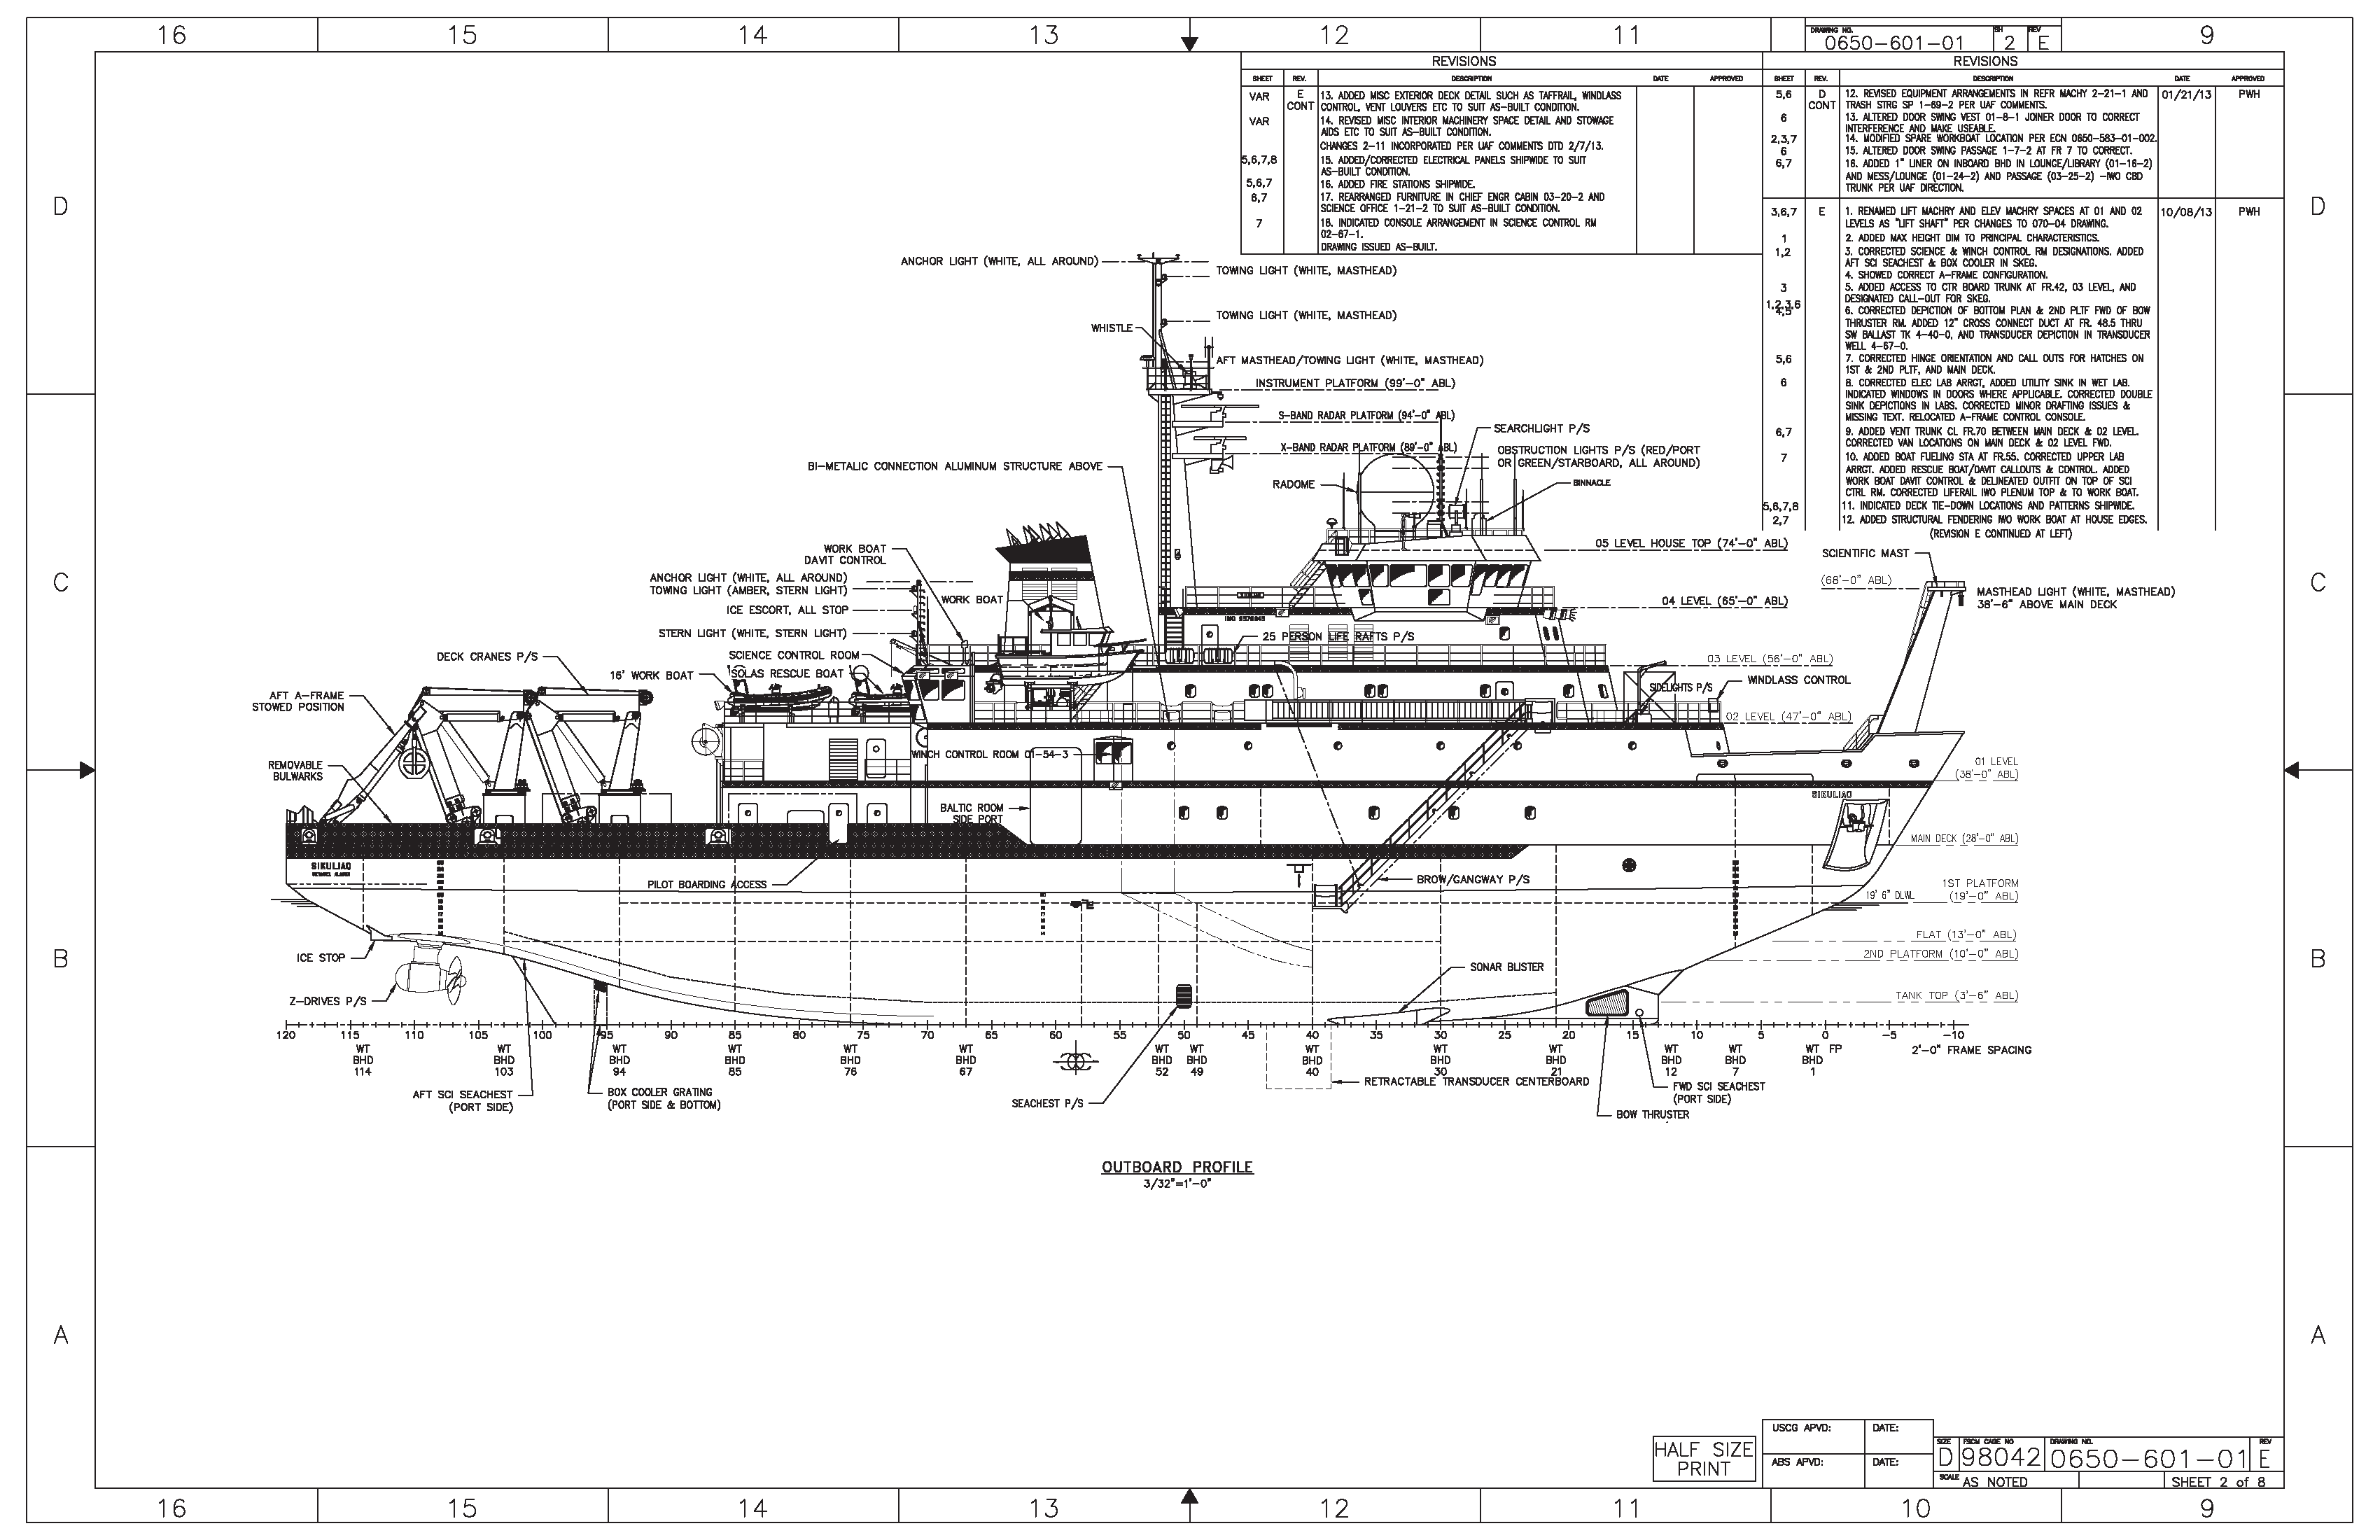 16 15 14 13 12 11 9
DRAWING NO. SH REV
0650-601-01 2 E
REVISIONS
SHEET REV. DESCRIPTION DATE APPROVED
VAR E CONT 13. ADDED MISC EXTERIOR DECK DETAIL SUCH AS TAFFRAIL, WINDLASS
CONTROL, VENT LOUVERS ETC TO SUIT AS-BUILT CONDITION.
VAR 14. REVISED MISC INTERIOR MACHINERY SPACE DETAIL AND STOWAGE
AIDS ETC TO SUIT AS-BUILT CONDITION.
CHANGES 2-11 INCORPORATED PER UAF COMMENTS DTD 2/7/13.
5,6,7,8 15. ADDED/CORRECTED ELECTRICAL PANELS SHIPWIDE TO SUIT
AS-BUILT CONDITION.
5,6,7 16. ADDED FIRE STATIONS SHIPWIDE.
6,7 17. REARRANGED FURNITURE IN CHIEF ENGR CABIN 03-20-2 AND
SCIENCE OFFICE 1-21-2 TO SUIT AS-BUILT CONDITION.
7 18. INDICATED CONSOLE ARRANGEMENT IN SCIENCE CONTROL RM
02-67-1.
DRAWING ISSUED AS-BUILT.
REVISIONS
SHEET REV. DESCRIPTION DATE APPROVED
5,6 D CONT 12. REVISED EQUIPMENT ARRANGEMENTS IN REFR MACHY 2-21-1 AND 01/21/13 PWH
TRASH STRG SP 1-69-2 PER UAF COMMENTS.
6 13. ALTERED DOOR SWING VEST 01-8-1 JOINER DOOR TO CORRECT
INTERFERENCE AND MAKE USEABLE.
2,3,7 14. MODIFIED SPARE WORKBOAT LOCATION PER ECN 0650-583-01-002.
6 15. ALTERED DOOR SWING PASSAGE 1-7-2 AT FR 7 TO CORRECT.
6,7 16. ADDED 1" LINER ON INBOARD BHD IN LOUNGE/LIBRARY (01-16-2)
AND MESS/LOUNGE (01-24-2) AND PASSAGE (03-25-2) -IWO CBD
TRUNK PER UAF DIRECTION.
3,6,7 E 1. RENAMED LIFT MACHRY AND ELEV MACHRY SPACES AT 01 AND 02 10/08/13 PWH
LEVELS AS "LIFT SHAFT" PER CHANGES TO 070-04 DRAWING.
1 2. ADDED MAX HEIGHT DIM TO PRINCIPAL CHARACTERISTICS.
1,2 3. CORRECTED SCIENCE & WINCH CONTROL RM DESIGNATIONS. ADDED
AFT SCI SEACHEST & BOX COOLER IN SKEG.
4. SHOWED CORRECT A-FRAME CONFIGURATION.
3 5. ADDED ACCESS TO CTR BOARD TRUNK AT FR.42, 03 LEVEL, AND
DESIGNATED CALL-OUT FOR SKEG.
1,2,3,6 6. CORRECTED DEPICTION OF BOTTOM PLAN & 2ND PLTF FWD OF BOW
THRUSTER RM. ADDED 12" CROSS CONNECT DUCT AT FR. 48.5 THRU
SW BALLAST TK 4-40-0, AND TRANSDUCER DEPICTION IN TRANSDUCER
WELL 4-67-0.
5,6 7. CORRECTED HINGE ORIENTATION AND CALL OUTS FOR HATCHES ON
1ST & 2ND PLTF, AND MAIN DECK.
6 8. CORRECTED ELEC LAB ARRGT, ADDED UTILITY SINK IN WET LAB.
INDICATED WINDOWS IN DOORS WHERE APPLICABLE. CORRECTED DOUBLE
SINK DEPICTIONS IN LABS. CORRECTED MINOR DRAFTING ISSUES &
MISSING TEXT. RELOCATED A-FRAME CONTROL CONSOLE.
6,7 9. ADDED VENT TRUNK CL FR.70 BETWEEN MAIN DECK & 02 LEVEL.
CORRECTED VAN LOCATIONS ON MAIN DECK & 02 LEVEL FWD.
7 10. ADDED BOAT FUELING STA AT FR.55. CORRECTED UPPER LAB
ARRGT. ADDED RESCUE BOAT/DAVIT CALLOUTS & CONTROL. ADDED
WORK BOAT DAVIT CONTROL & DELINEATED OUTFIT ON TOP OF SCI
CTRL RM. CORRECTED LIFERAIL IWO PLENUM TOP & TO WORK BOAT.
5,6,7,8 11. INDICATED DECK TIE-DOWN LOCATIONS AND PATTERNS SHIPWIDE.
2,7 12. ADDED STRUCTURAL FENDERING IWO WORK BOAT AT HOUSE EDGES.
(REVISION E CONTINUED AT LEFT)
D D
C C
B B
A A
ANCHOR LIGHT (WHITE, ALL AROUND)
TOWING LIGHT (WHITE, MASTHEAD)
TOWING LIGHT (WHITE, MASTHEAD)
WHISTLE
AFT MASTHEAD/TOWING LIGHT (WHITE, MASTHEAD)
INSTRUMENT PLATFORM (99'-0" ABL)
S-BAND RADAR PLATFORM (94'-0" ABL)
X-BAND RADAR PLATFORM (89'-0" ABL)
SEARCHLIGHT P/S
OBSTRUCTION LIGHTS P/S (RED/PORT
OR GREEN/STARBOARD, ALL AROUND)
BI-METALIC CONNECTION ALUMINUM STRUCTURE ABOVE
RADOME
BINNACLE
05 LEVEL HOUSE TOP (74'-0" ABL)
SCIENTIFIC MAST
WORK BOAT
DAVIT CONTROL
ANCHOR LIGHT (WHITE, ALL AROUND)
TOWING LIGHT (AMBER, STERN LIGHT)
(68'-0" ABL)
MASTHEAD LIGHT (WHITE, MASTHEAD)
38'-6" ABOVE MAIN DECK
WORK BOAT
04 LEVEL (65'-0" ABL)
ICE ESCORT, ALL STOP
STERN LIGHT (WHITE, STERN LIGHT)
25 PERSON LIFE RAFTS P/S
DECK CRANES P/S
SCIENCE CONTROL ROOM
03 LEVEL (56'-0" ABL)
16' WORK BOAT
SOLAS RESCUE BOAT
SIDELIGHTS P/S
WINDLASS CONTROL
AFT A-FRAME
STOWED POSITION
02 LEVEL (47'-0" ABL)
WINCH CONTROL ROOM 01-54-3
REMOVABLE
BULWARKS
01 LEVEL
(38'-0" ABL)
SIKULIAQ
BALTIC ROOM
SIDE PORT
MAIN DECK (28'-0" ABL)
SIKULIAQ
PILOT BOARDING ACCESS
BROW/GANGWAY P/S
1ST PLATFORM
(19'-0" ABL)
19' 6" DLWL
FLAT (13'-0" ABL)
ICE STOP
2ND PLATFORM (10'-0" ABL)
SONAR BLISTER
Z-DRIVES P/S
TANK TOP (3'-6" ABL)
120 115 110 105 100 95 90 85 80 75 70 65 60 55 50 45 40 35 30 25 20 15 10 5 0 -5 -10
WT WT WT WT WT WT WT WT WT WT WT WT WT WT FP
BHD BHD BHD BHD BHD BHD BHD BHD BHD BHD BHD BHD BHD BHD
114 103 94 85 76 67 52 49 40 30 21 12 7 1
2'-0" FRAME SPACING
RETRACTABLE TRANSDUCER CENTERBOARD
AFT SCI SEACHEST
(PORT SIDE)
BOX COOLER GRATING
(PORT SIDE & BOTTOM)
SEACHEST P/S
FWD SCI SEACHEST
(PORT SIDE)
BOW THRUSTER
OUTBOARD PROFILE
3/32"=1'-0"
HALF SIZE
PRINT
USCG APVD: DATE:
ABS APVD: DATE:
SIZE FSCM CAGE NO DRAWING NO. REV
D 98042 0650-601-01 E
SCALE AS NOTED SHEET 2 of 8
16 15 14 13 12 11 10 9